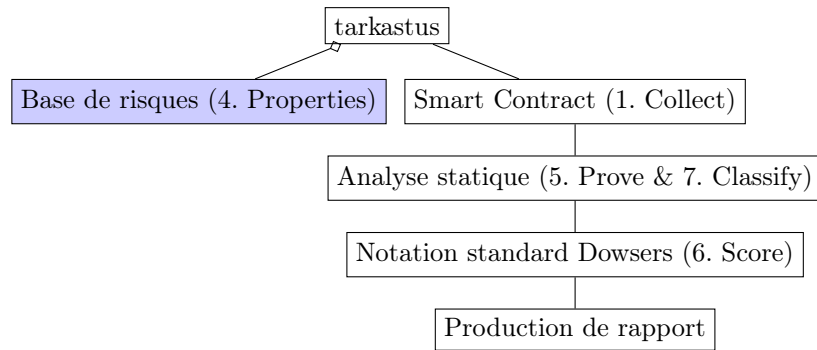 tarkastus
Base de risques (4. Properties)
Smart Contract (1. Collect)
Analyse statique (5. Prove & 7. Classify)
Notation standard Dowsers (6. Score)
Production de rapport